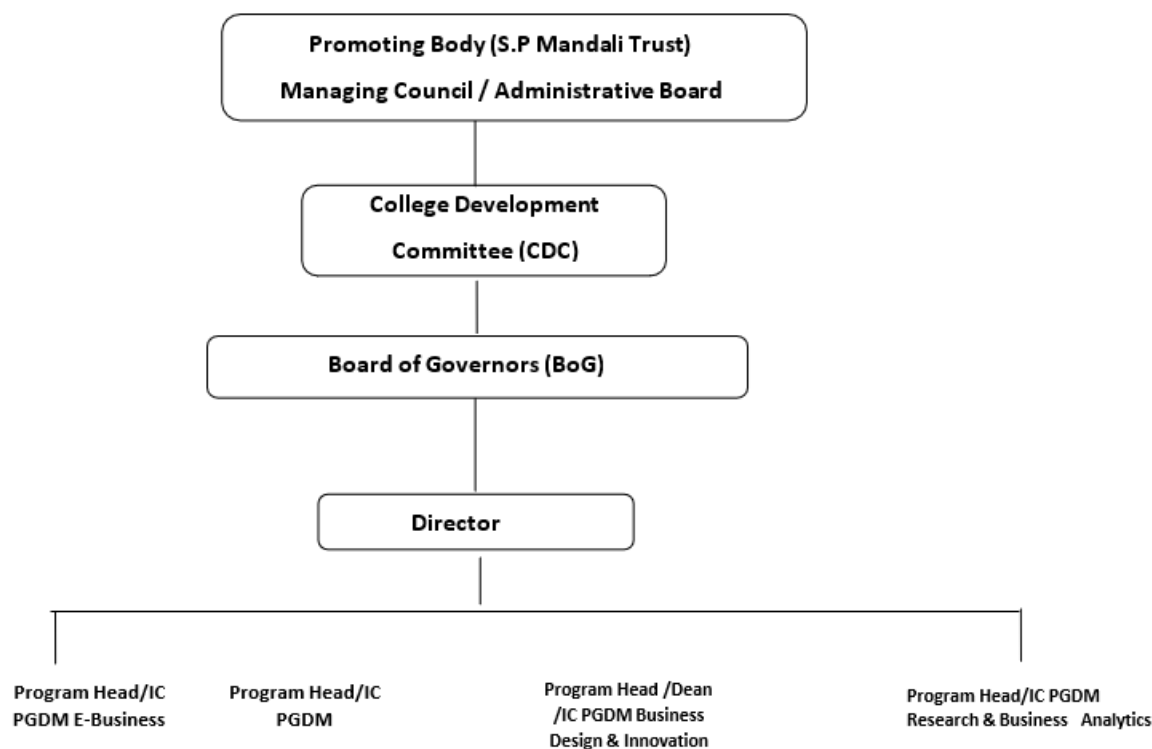 Promoting Body (S.P Mandali Trust)
Managing Council / Administrative Board
College Development
Committee (CDC)
Board of Governors (BoG)
Director
Program Head/IC
PGDM E-Business
Program Head/IC
PGDM
Program Head /Dean
/IC PGDM Business
Design & Innovation
Program Head/IC PGDM
Research & Business Analytics